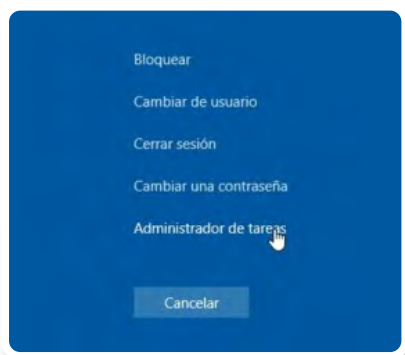 Bloquear
Cambiar de usuario
Cerrar sesión
Cambiar una contraseña
Administrador de tareas
Cancelar